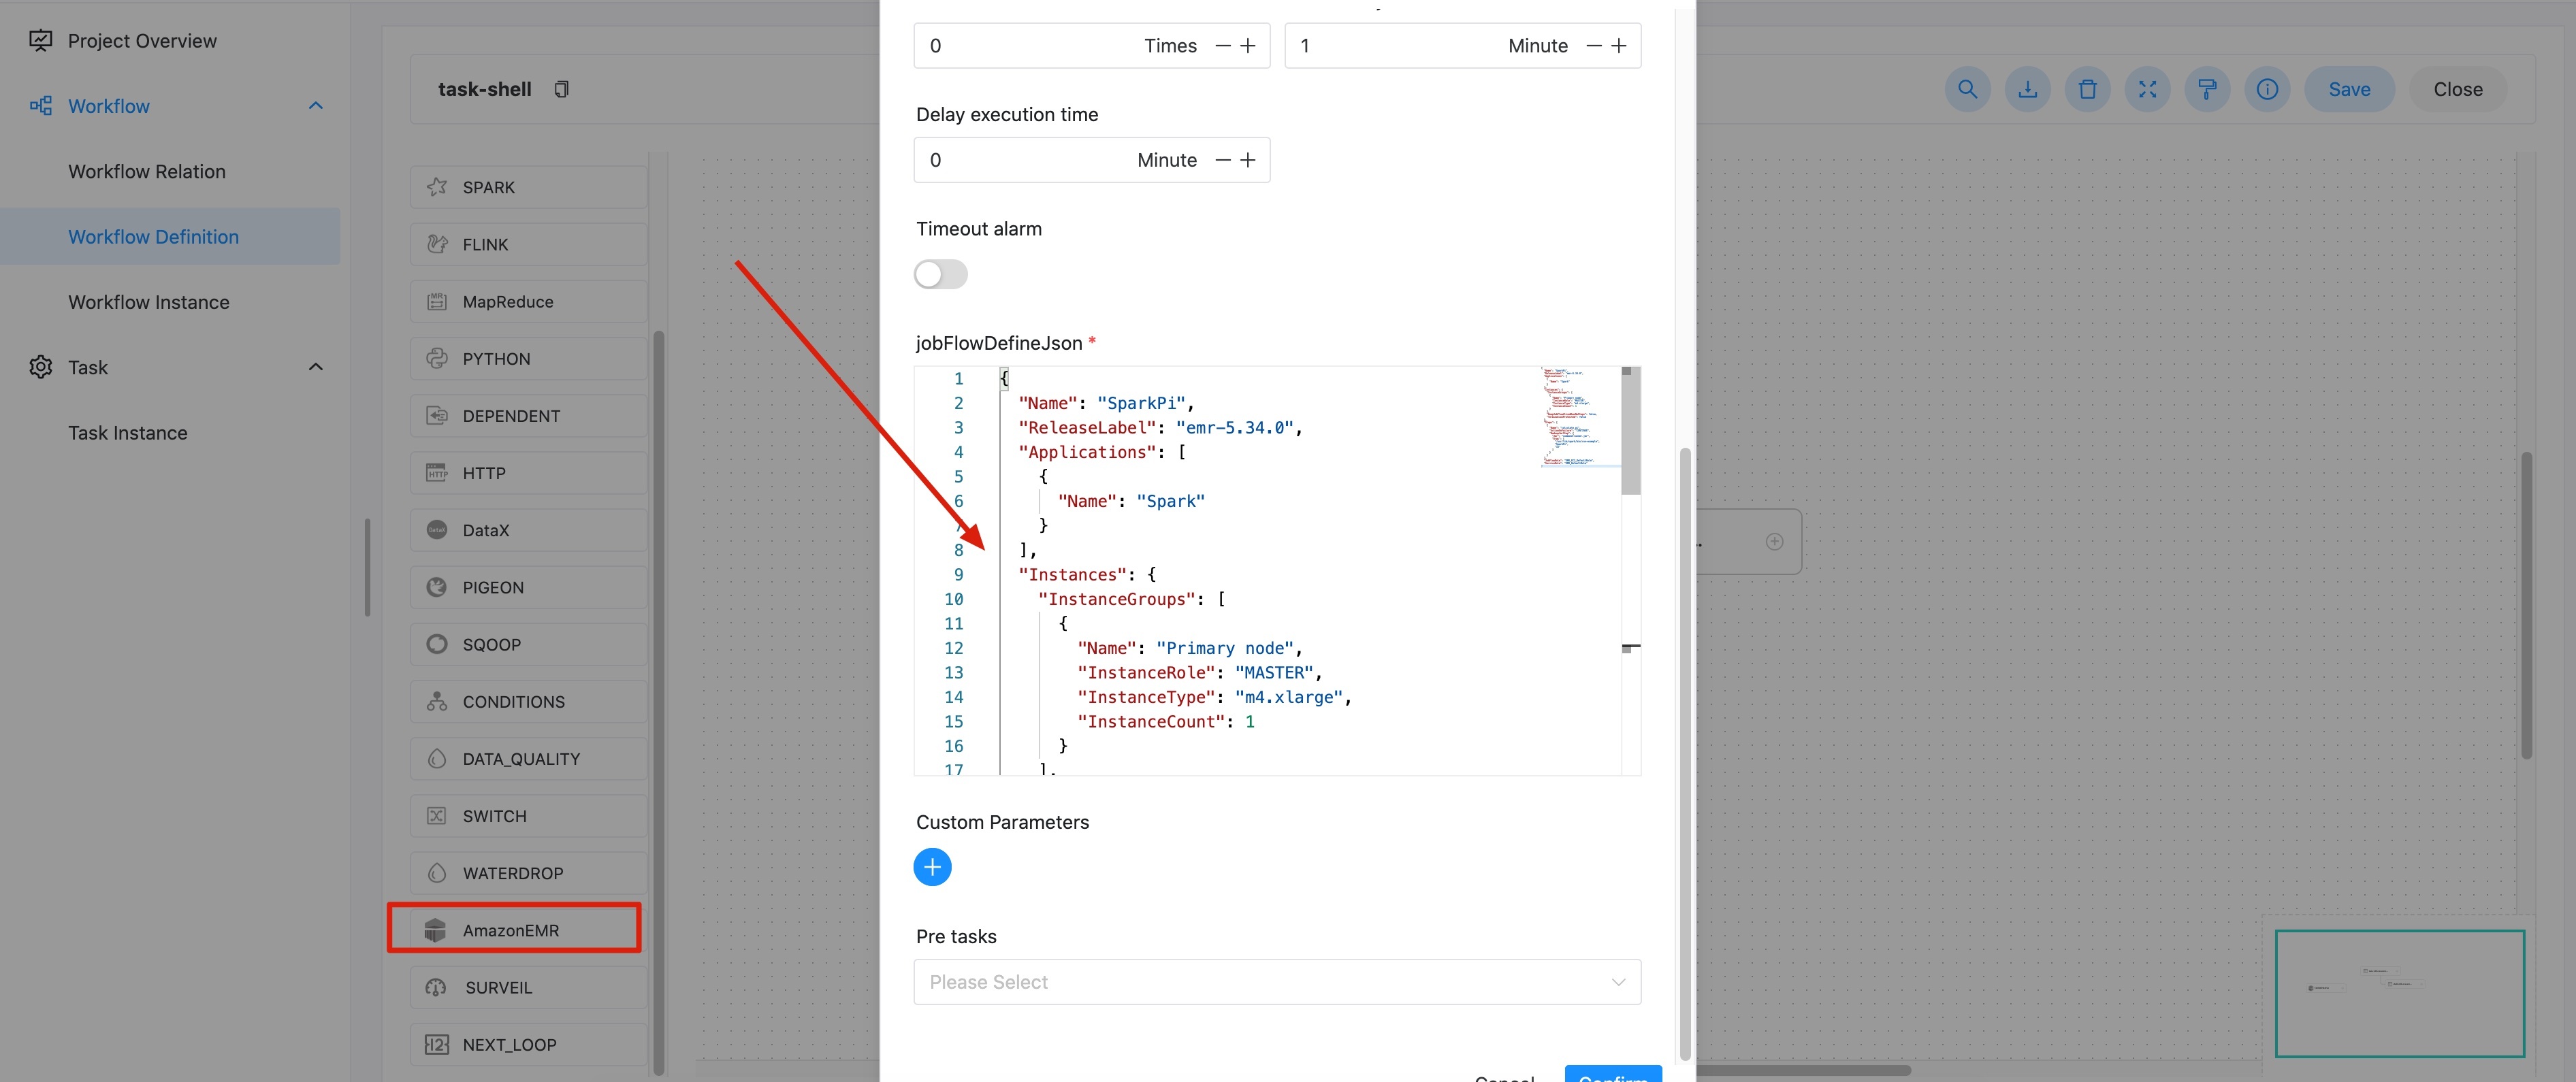 Project Overview
Workflow
Workflow Relation
Workflow Definition
Workflow Instance
Task
Task Instance
task-shell
Save
Close
SPARK
FLINK
MapReduce
PYTHON
DEPENDENT
HTTP
DataX
PIGEON
SQOOP
CONDITIONS
DATA_QUALITY
SWITCH
WATERDROP
AmazonEMR
SURVEIL
NEXT_LOOP
0 Times
1 Minute
Delay execution time
0 Minute
Timeout alarm
jobFlowDefineJson *
1 {
2 "Name": "SparkPi",
3 "ReleaseLabel": "emr-5.34.0",
4 "Applications": [
5 {
6 "Name": "Spark"
7 }
8 ],
9 "Instances": {
10 "InstanceGroups": [
11 {
12 "Name": "Primary node",
13 "InstanceRole": "MASTER",
14 "InstanceType": "m4.xlarge",
15 "InstanceCount": 1
16 }
17 ],
Custom Parameters
Pre tasks
Please Select
Cancel
Confirm